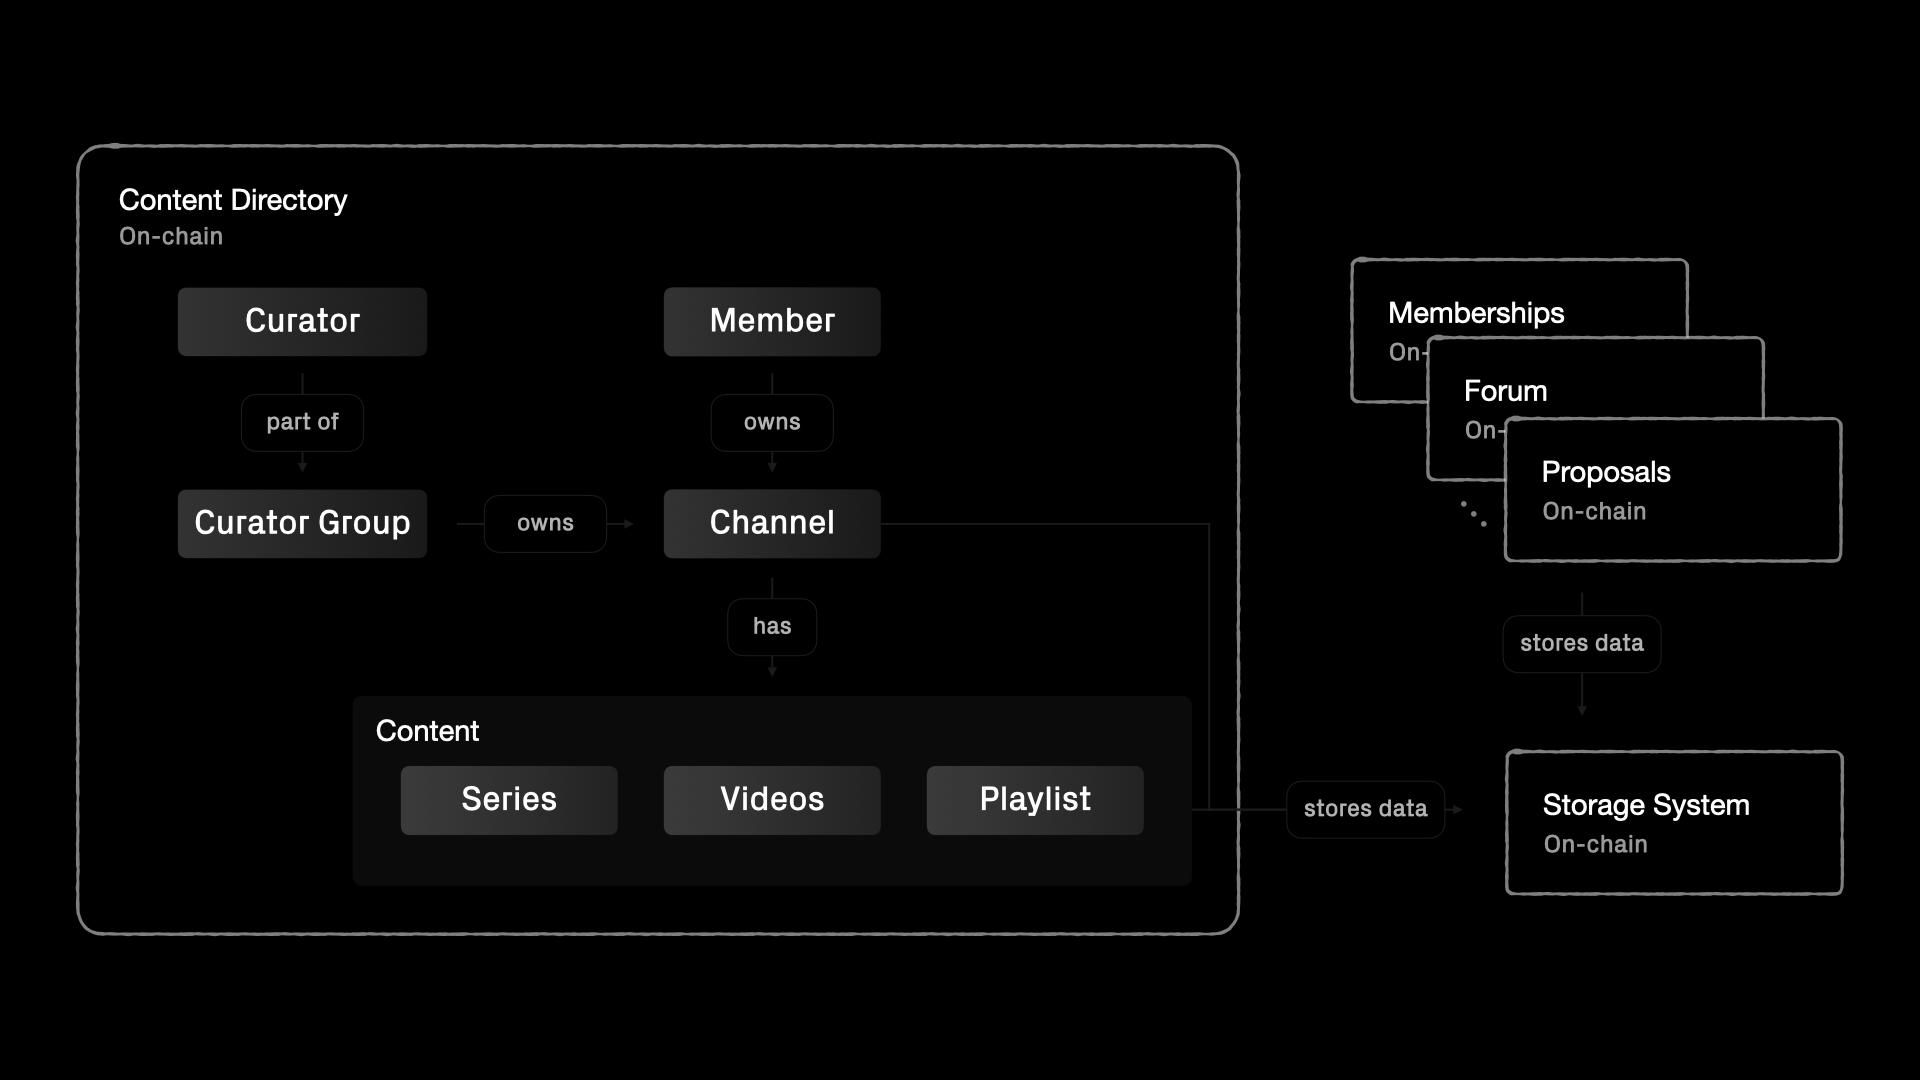 Content Directory
On-chain
Curator
Member
part of
owns
Curator Group
owns
Channel
has
Content
Series
Videos
Playlist
stores data
Memberships
On-
Forum
On-
Proposals
On-chain
stores data
Storage System
On-chain